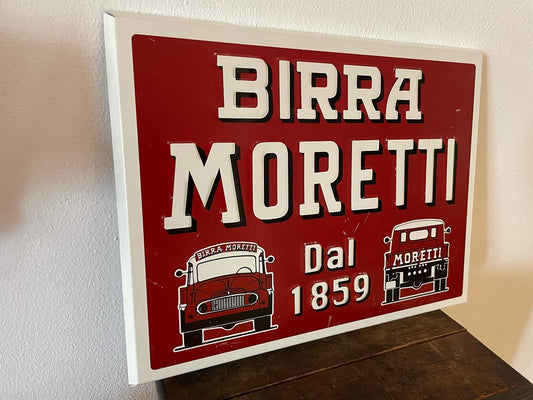 BIRRA
MORETTI
Dal
1859
BIRRA MORETTI
MORETTI